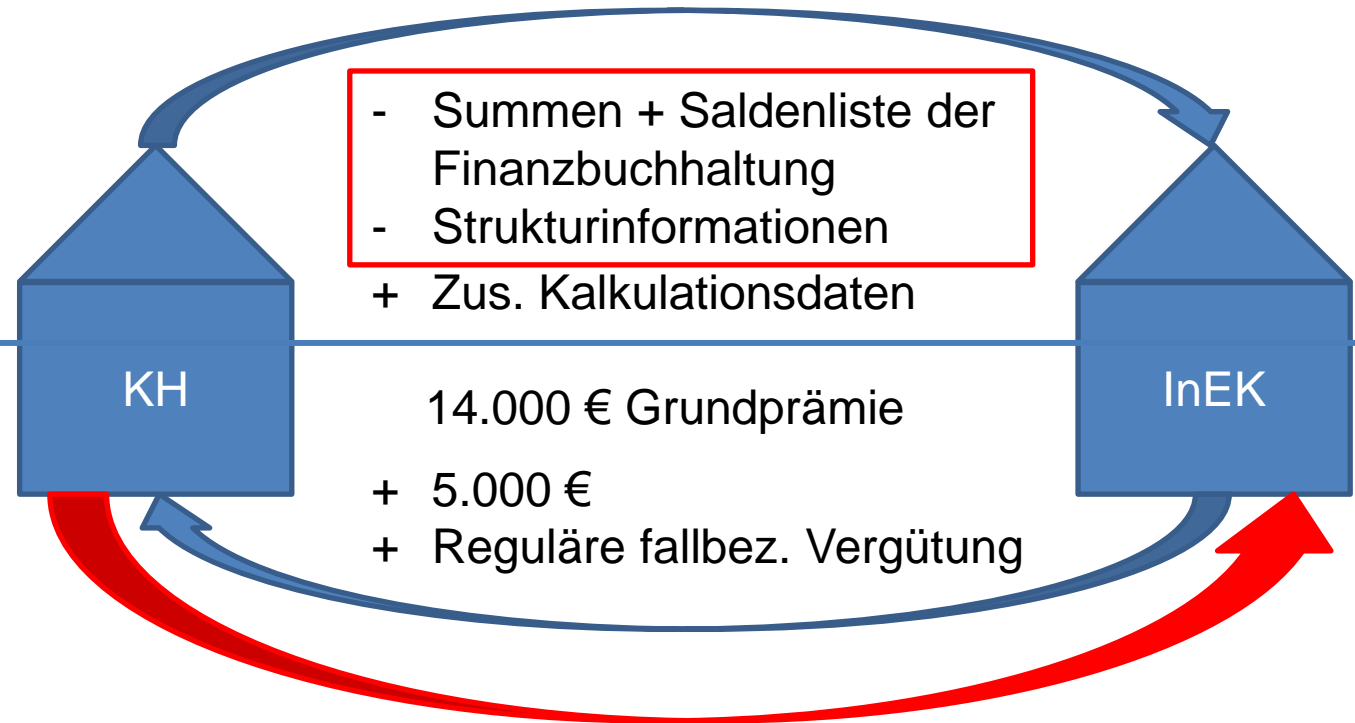 - Summen + Saldenliste der
Finanzbuchhaltung
- Strukturinformationen
+ Zus. Kalkulationsdaten
KH
InEK
14.000 € Grundprämie
+ 5.000 €
+ Reguläre fallbez. Vergütung